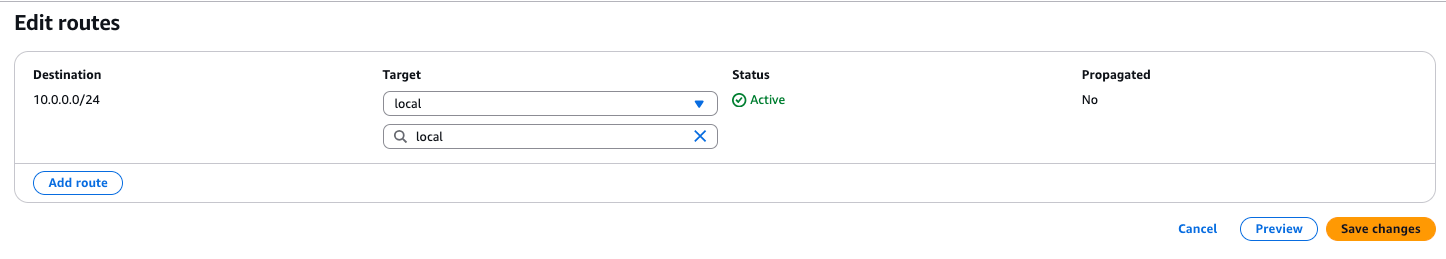 Edit routes
Destination Target Status Propagated
10.0.0.0/24 local Active No
local
Add route
Cancel Preview Save changes